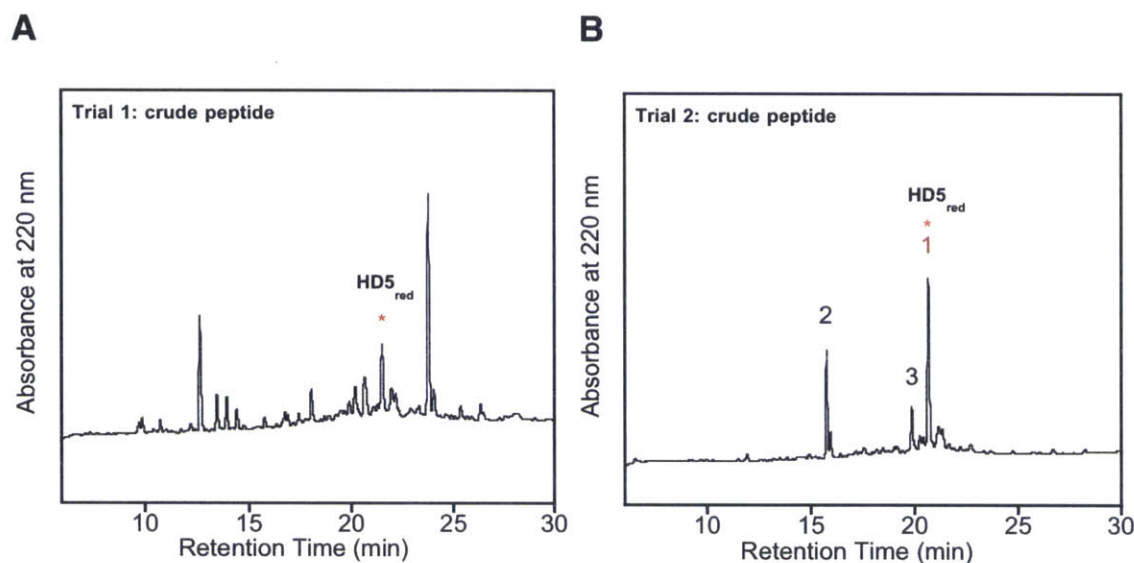 A
Trial 1: crude peptide
HD5red
*
Absorbance at 220 nm
10 15 20 25 30
Retention Time (min)
B
Trial 2: crude peptide
HD5red
*
1
2
3
Absorbance at 220 nm
10 15 20 25 30
Retention Time (min)